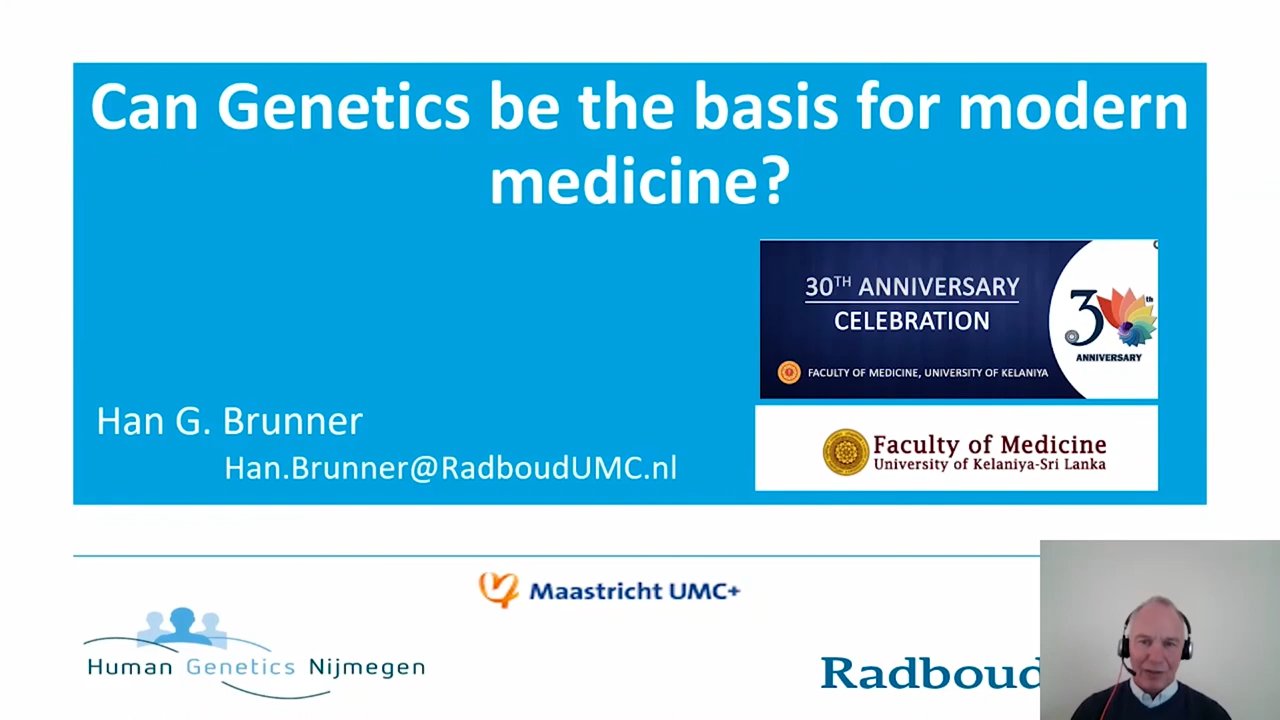 Can Genetics be the basis for modern
medicine?
30TH ANNIVERSARY
CELEBRATION
30th
ANNIVERSARY
FACULTY OF MEDICINE, UNIVERSITY OF KELANIYA
Han G. Brunner
Han.Brunner@RadboudUMC.nl
Faculty of Medicine
University of Kelaniya-Sri Lanka
Maastricht UMC+
Human Genetics Nijmegen
Radboud